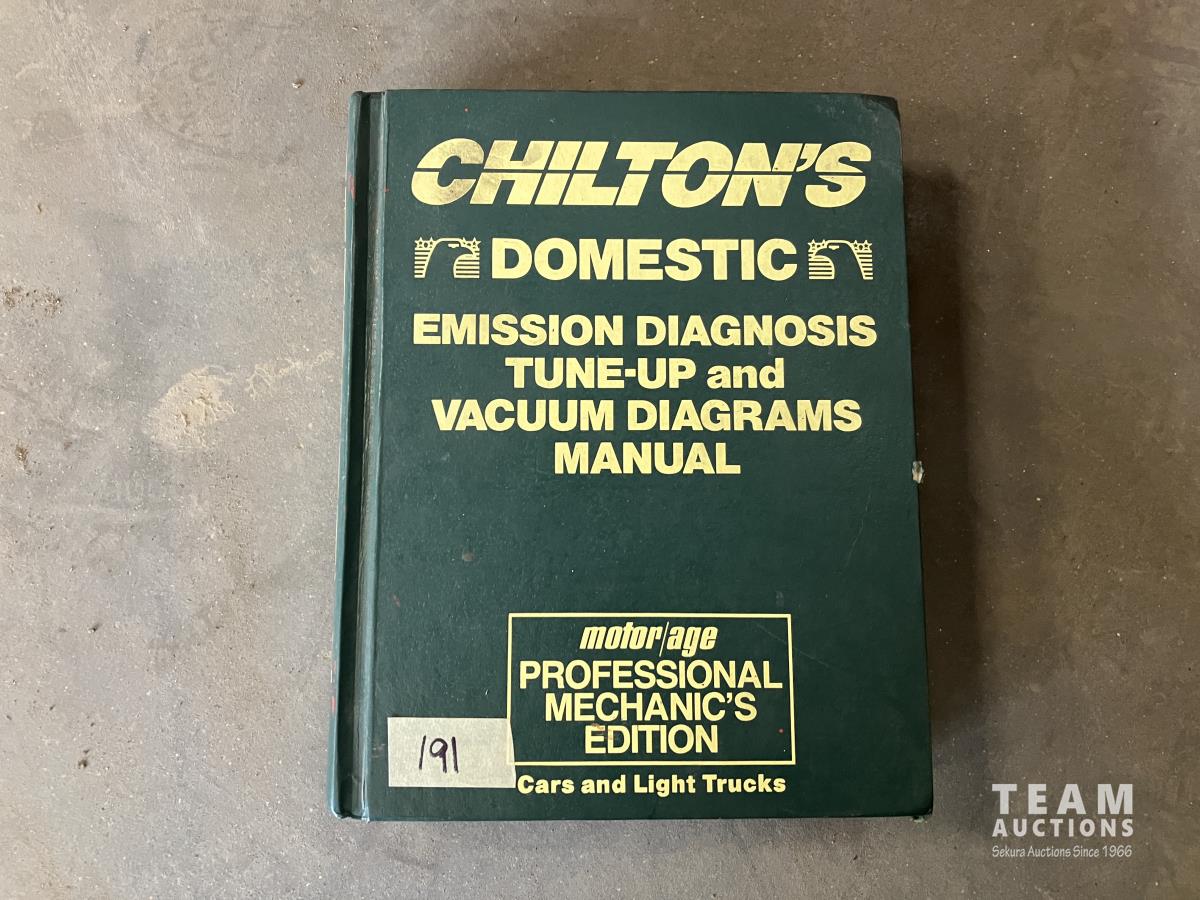 CHILTON'S
DOMESTIC
EMISSION DIAGNOSIS
TUNE-UP and
VACUUM DIAGRAMS
MANUAL
motor/age
PROFESSIONAL
MECHANIC'S
EDITION
191
Cars and Light Trucks
TEAM
AUCTIONS
Sekura Auctions Since 1966